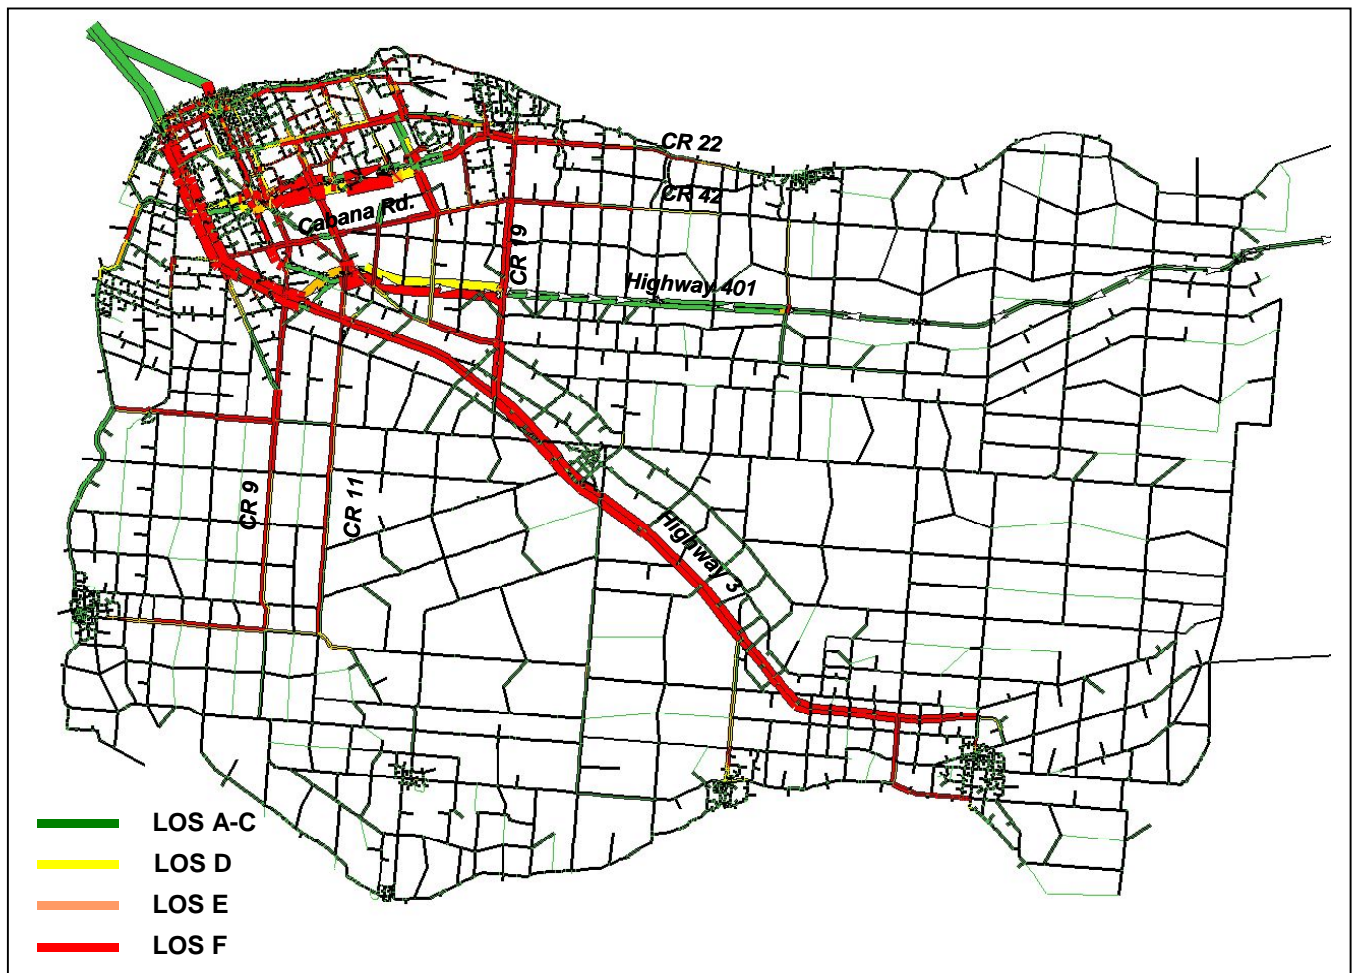 CR 22
CR 42
Cabana Rd.
CR 19
Highway 401
CR 9
CR 11
Highway 3
LOS A-C
LOS D
LOS E
LOS F